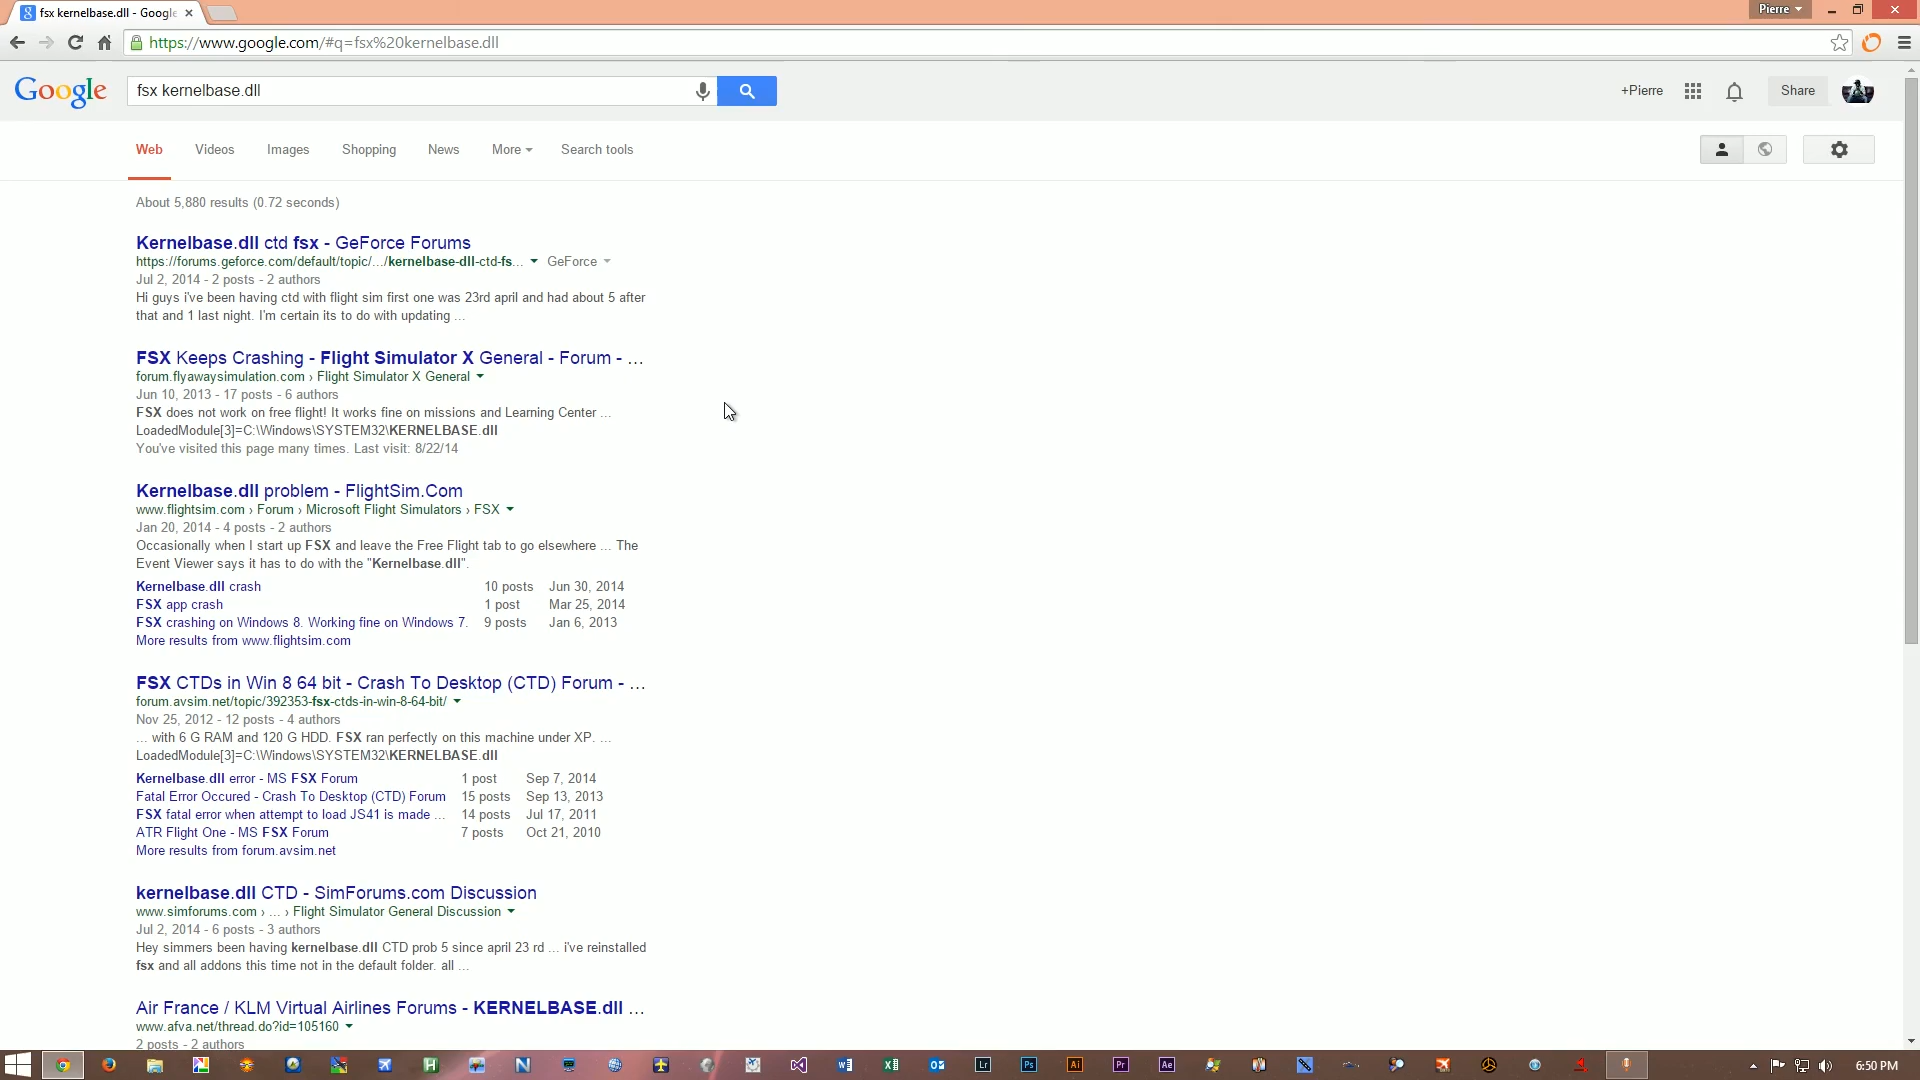 fsx kernelbase.dll - Google
Pierre
https://www.google.com/#q=fsx%20kernelbase.dll
Google
fsx kernelbase.dll
+Pierre
Share
Web Videos Images Shopping News More Search tools
About 5,880 results (0.72 seconds)
Kernelbase.dll ctd fsx - GeForce Forums
https://forums.geforce.com/default/topic/.../kernelbase-dll-ctd-fs... GeForce
Jul 2, 2014 - 2 posts - 2 authors
Hi guys i've been having ctd with flight sim first one was 23rd april and had about 5 after
that and 1 last night. I'm certain its to do with updating ...
FSX Keeps Crashing - Flight Simulator X General - Forum - ...
forum.flyawaysimulation.com › Flight Simulator X General
Jun 10, 2013 - 17 posts - 6 authors
FSX does not work on free flight! It works fine on missions and Learning Center ...
LoadedModule[3]=C:\Windows\SYSTEM32\KERNELBASE.dll
You've visited this page many times. Last visit: 8/22/14
Kernelbase.dll problem - FlightSim.Com
www.flightsim.com › Forum › Microsoft Flight Simulators › FSX
Jan 20, 2014 - 4 posts - 2 authors
Occasionally when I start up FSX and leave the Free Flight tab to go elsewhere ... The
Event Viewer says it has to do with the "Kernelbase.dll".
Kernelbase.dll crash 10 posts Jun 30, 2014
FSX app crash 1 post Mar 25, 2014
FSX crashing on Windows 8. Working fine on Windows 7. 9 posts Jan 6, 2013
More results from www.flightsim.com
FSX CTDs in Win 8 64 bit - Crash To Desktop (CTD) Forum - ...
forum.avsim.net/topic/392353-fsx-ctds-in-win-8-64-bit/
Nov 25, 2012 - 12 posts - 4 authors
... with 6 G RAM and 120 G HDD. FSX ran perfectly on this machine under XP. ...
LoadedModule[3]=C:\Windows\SYSTEM32\KERNELBASE.dll
Kernelbase.dll error - MS FSX Forum 1 post Sep 7, 2014
Fatal Error Occured - Crash To Desktop (CTD) Forum 15 posts Sep 13, 2013
FSX fatal error when attempt to load JS41 is made ... 14 posts Jul 17, 2011
ATR Flight One - MS FSX Forum 7 posts Oct 21, 2010
More results from forum.avsim.net
kernelbase.dll CTD - SimForums.com Discussion
www.simforums.com › ... › Flight Simulator General Discussion
Jul 2, 2014 - 6 posts - 3 authors
Hey simmers been having kernelbase.dll CTD prob 5 since april 23 rd ... i've reinstalled
fsx and all addons this time not in the default folder. all ...
Air France / KLM Virtual Airlines Forums - KERNELBASE.dll ...
www.afva.net/thread.do?id=105160
2 posts - 2 authors
6:50 PM